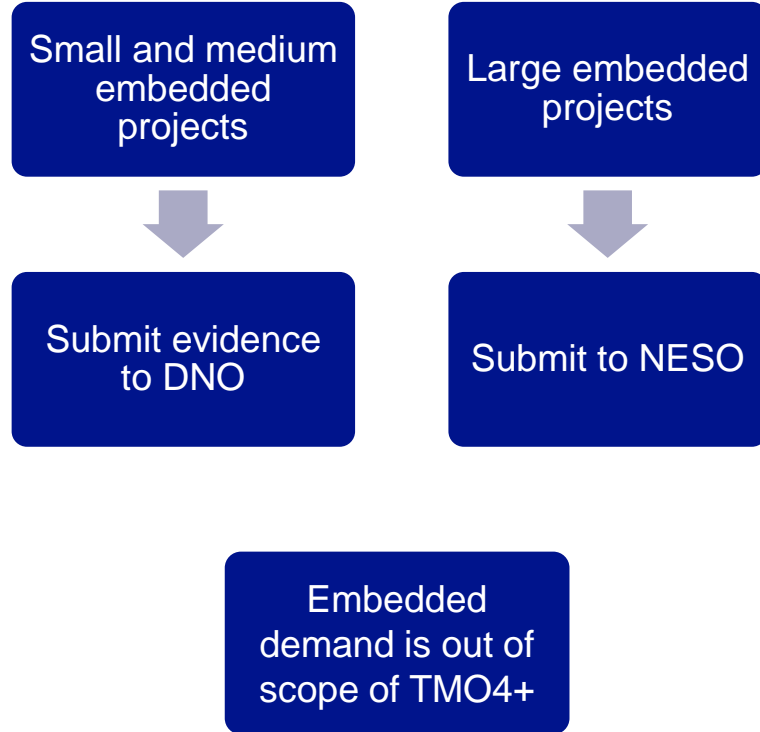 Small and medium
embedded
projects
Large embedded
projects
Submit evidence
to DNO
Submit to NESO
Embedded
demand is out of
scope of TMO4+